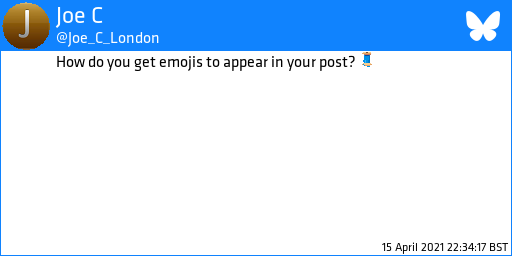 J
Joe C
@Joe_C_London
How do you get emojis to appear in your post? 🧵
15 April 2021 22:34:17 BST